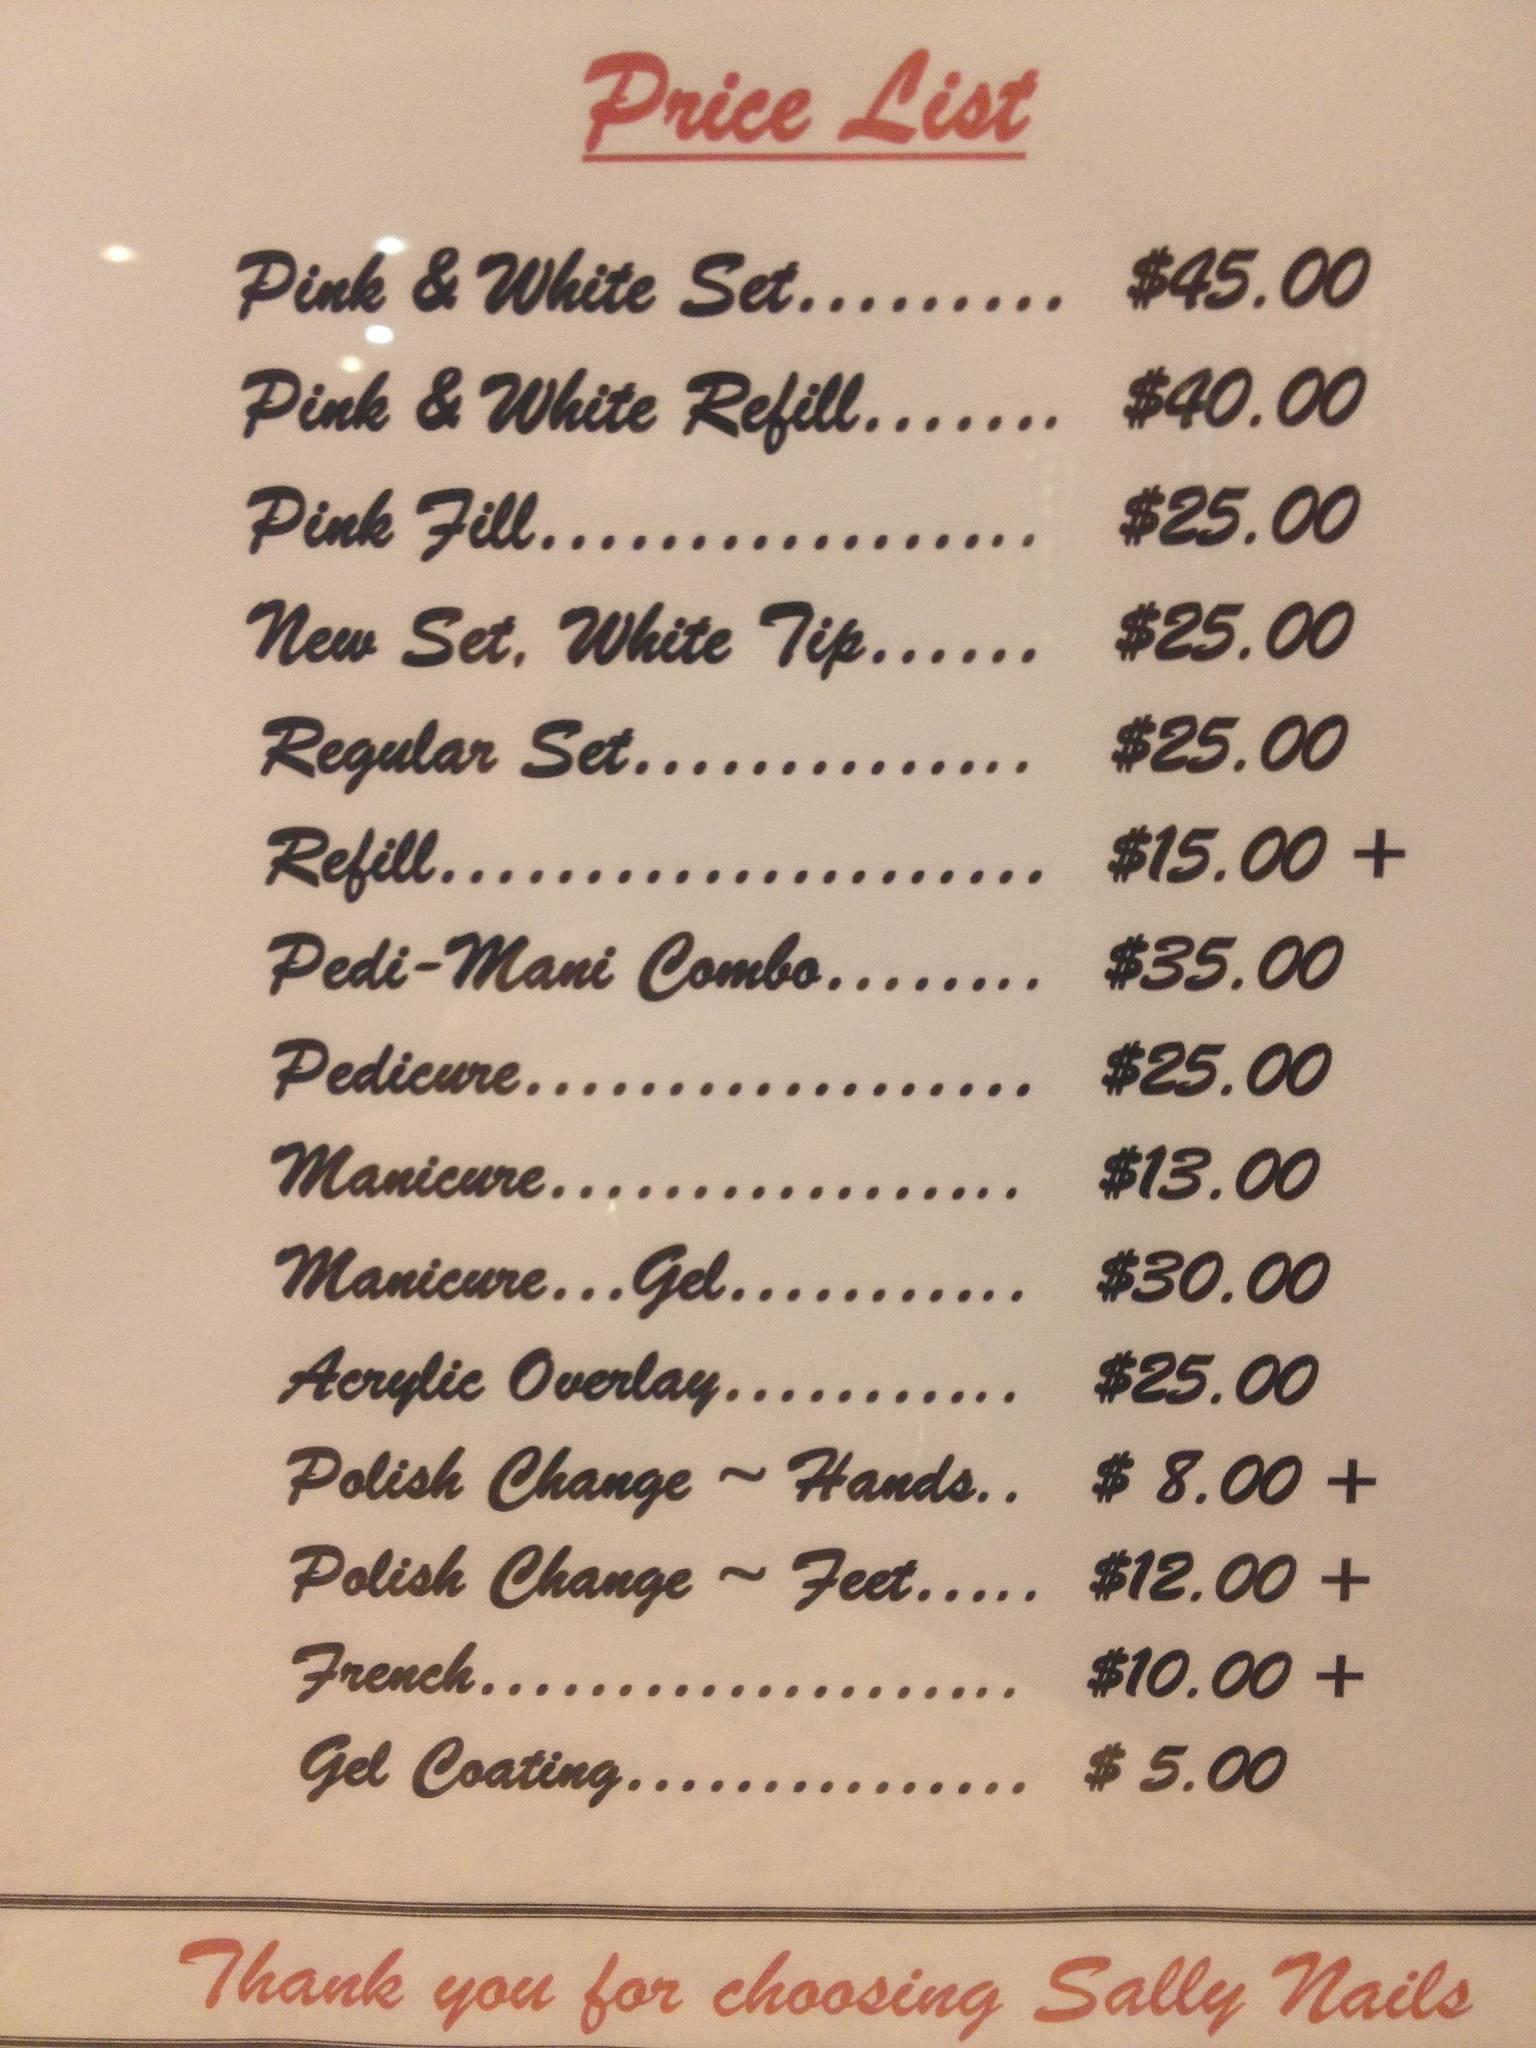 Price List
Pink & White Set......... $45.00
Pink & White Refill....... $40.00
Pink Fill................. $25.00
New Set, White Tip...... $25.00
Regular Set.............. $25.00
Refill..................... $15.00 +
Pedi-Mani Combo........ $35.00
Pedicure.................. $25.00
Manicure................. $13.00
Manicure...Gel........... $30.00
Acrylic Overlay........... $25.00
Polish Change ~ Hands.. $ 8.00 +
Polish Change ~ Feet..... $12.00 +
French.................... $10.00 +
Gel Coating............... $ 5.00
Thank you for choosing Sally Nails